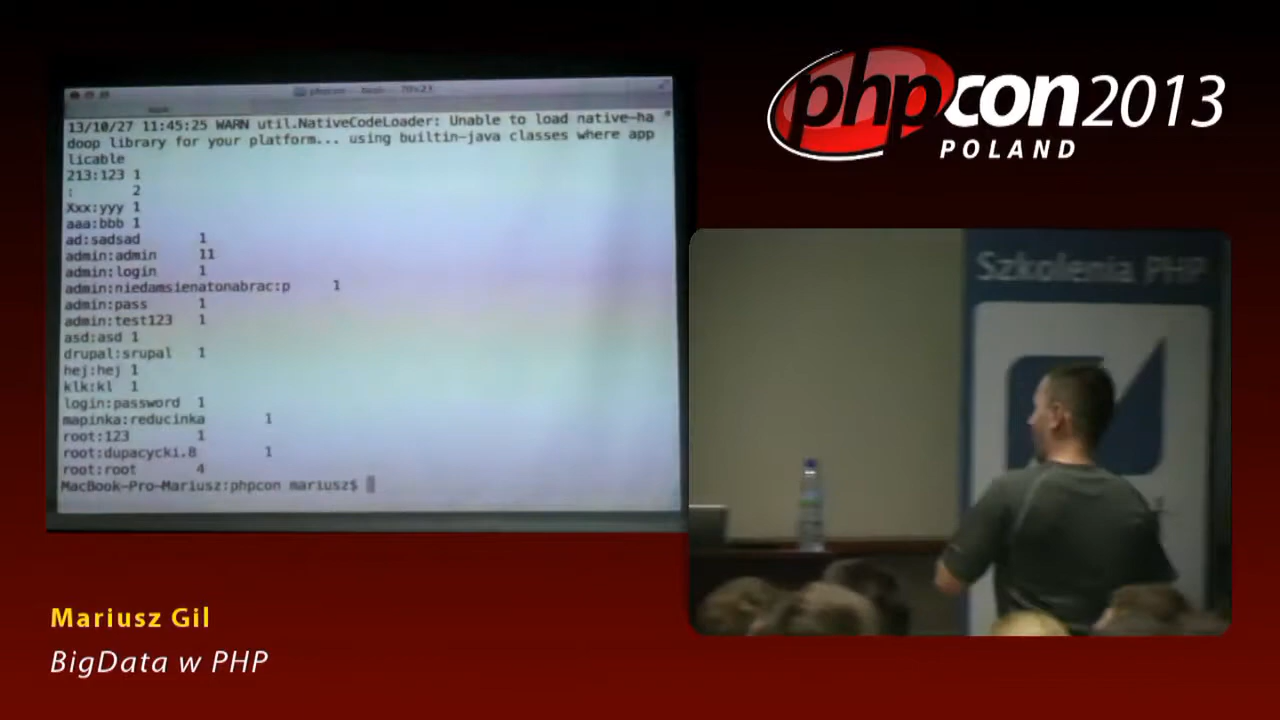 phpcon 2013
POLAND
13/10/27 11:45:25 WARN util.NativeCodeLoader: Unable to load native-ha
doop library for your platform... using builtin-java classes where app
licable
213:123 1
: 2
Xxx:yyy 1
aaa:bbb 1
ad:sadsad 1
admin:admin 11
admin:login 1
admin:niedamsienatonabrac:p 1
admin:pass 1
admin:test123 1
asd:asd 1
drupal:srupal 1
hej:hej 1
klk:kl 1
login:password 1
mapinka:reducinka 1
root:123 1
root:dupacycki.8 1
root:root 4
MacBook-Pro-Mariusz:phpcon mariusz$
Szkolenia PHP
Mariusz Gil
BigData w PHP